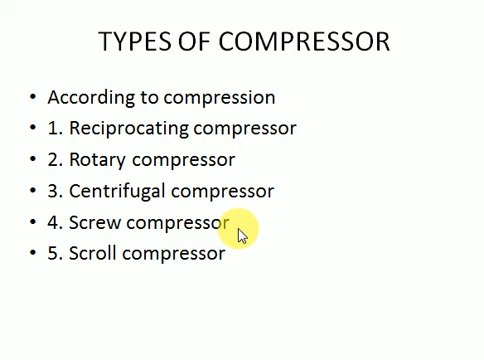 TYPES OF COMPRESSOR
• According to compression
• 1. Reciprocating compressor
• 2. Rotary compressor
• 3. Centrifugal compressor
• 4. Screw compressor
• 5. Scroll compressor